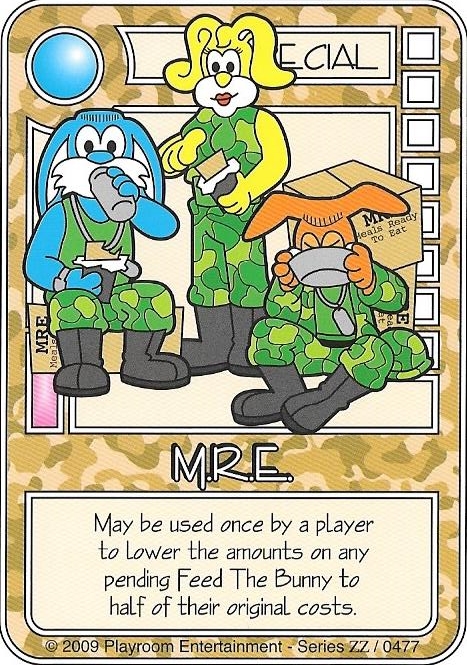 ECIAL
MRE
Meals Ready
To Eat
MRE
Meals
E
M.R.E.
May be used once by a player
to lower the amounts on any
pending Feed The Bunny to
half of their original costs.
© 2009 Playroom Entertainment - Series ZZ / 0477